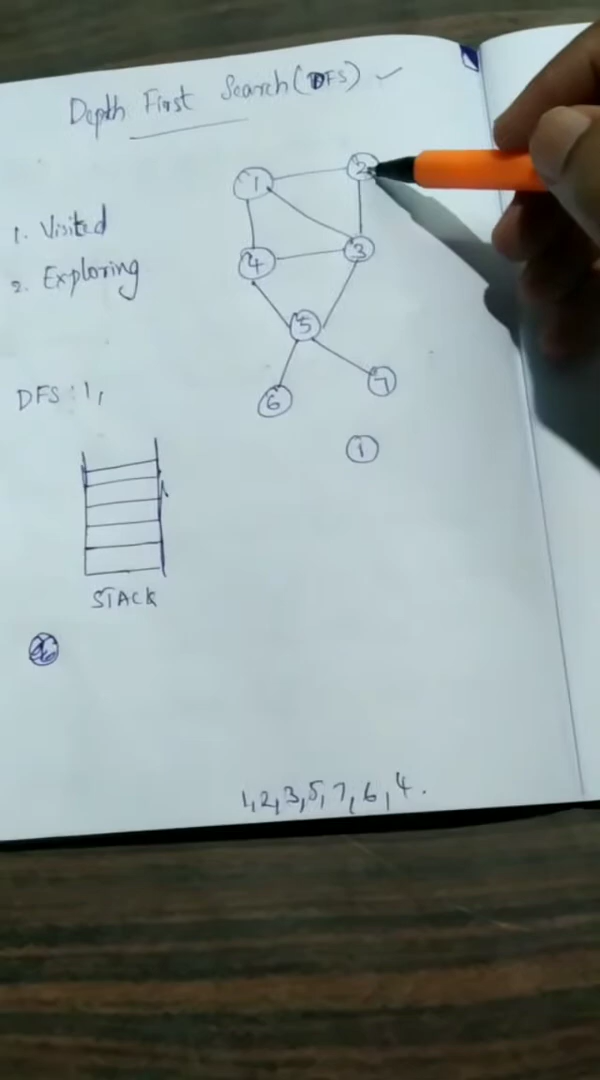 Depth First Search (DFS) ✓
1. Visited
2. Exploring
1 2
4 3
5
6 7
1
DFS : 1,
STACK
1,2,3,5,7,6,4.